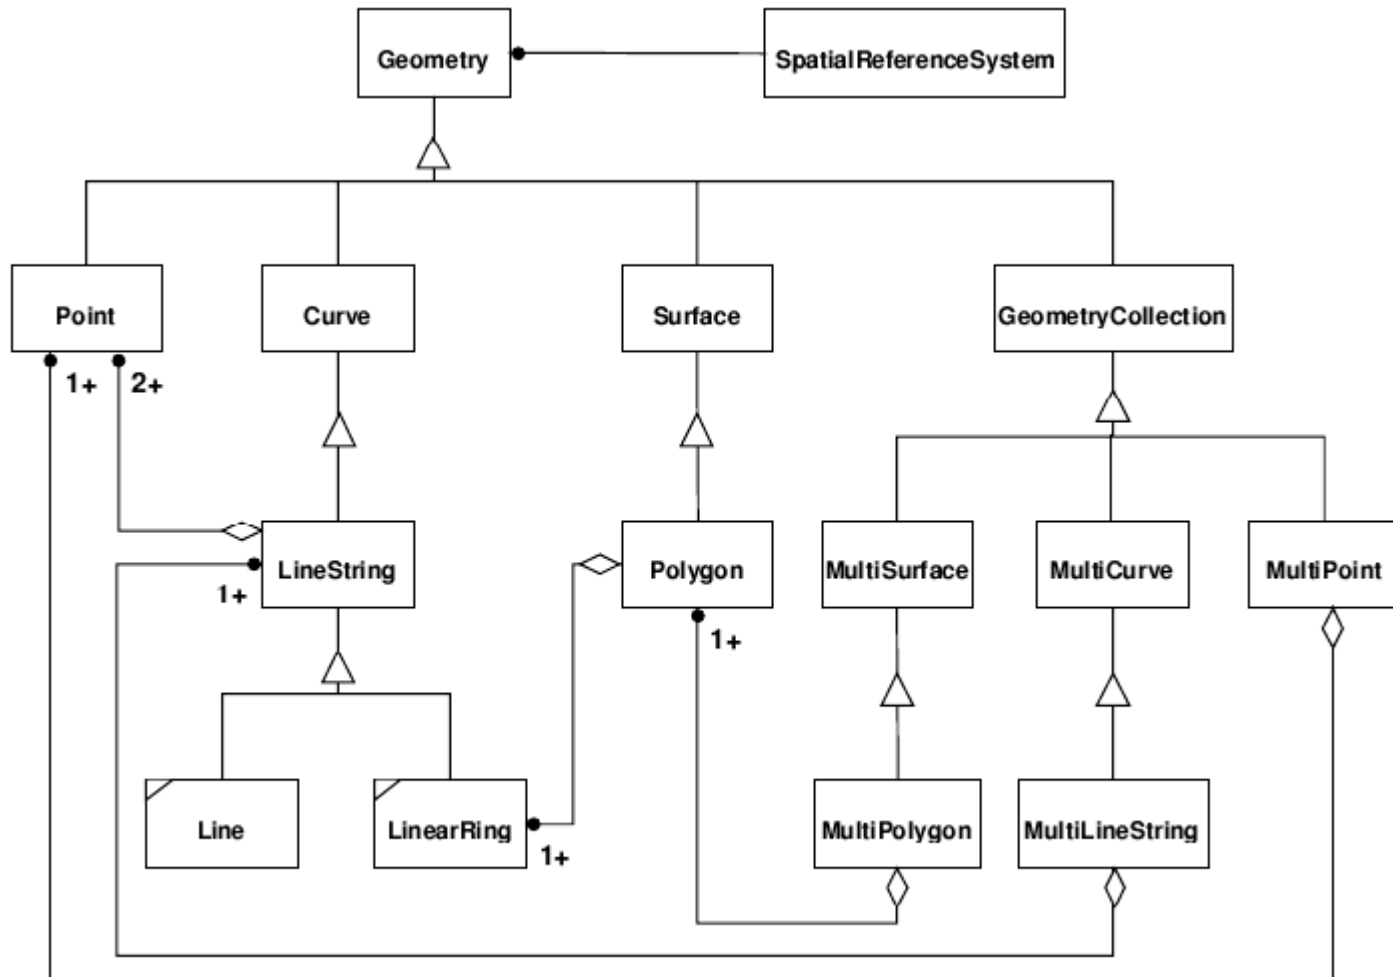 Geometry
SpatialReferenceSystem
Point
Curve
Surface
GeometryCollection
1+
2+
LineString
Polygon
MultiSurface
MultiCurve
MultiPoint
1+
1+
Line
LinearRing
MultiPolygon
MultiLineString
1+